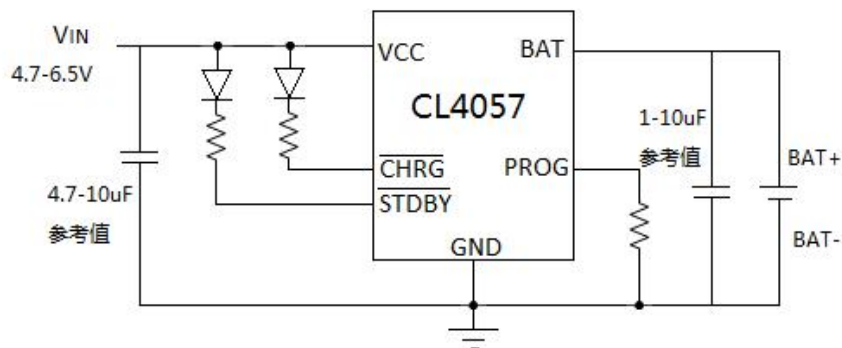 VIN
4.7-6.5V
VCC
BAT
CL4057
1-10uF
参考值
CHRG
PROG
BAT+
4.7-10uF
参考值
STDBY
GND
BAT-